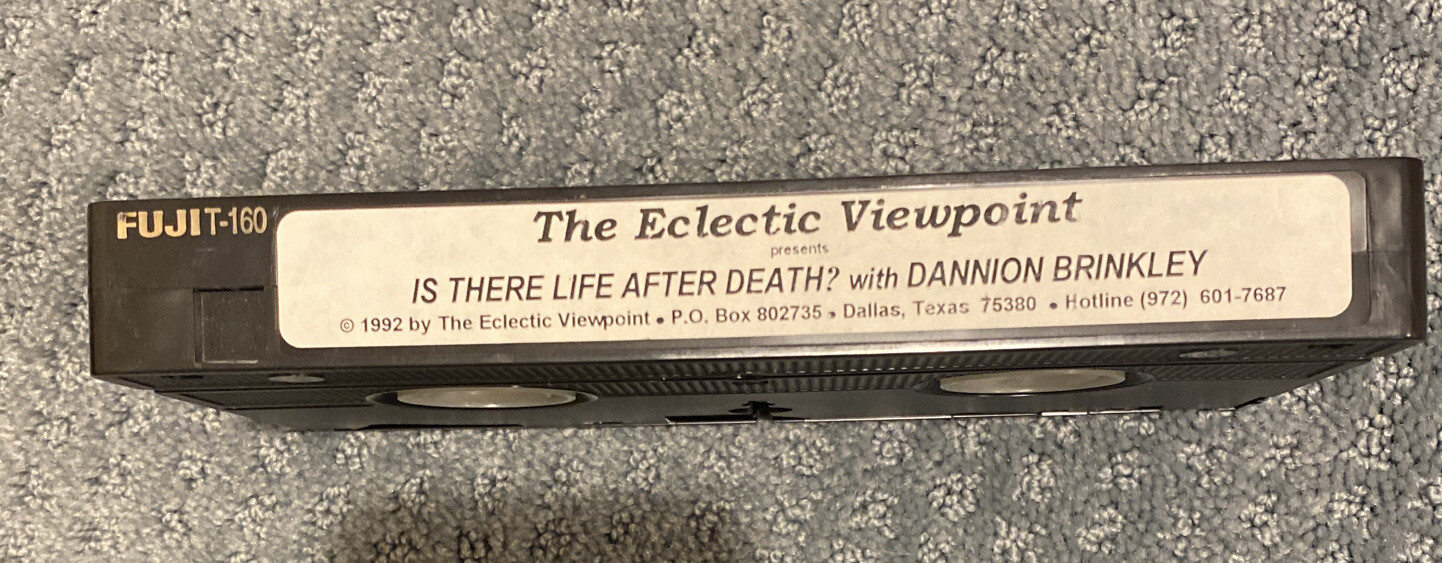 FUJI T-160
The Eclectic Viewpoint
presents
IS THERE LIFE AFTER DEATH? with DANNION BRINKLEY
© 1992 by The Eclectic Viewpoint • P.O. Box 802735 • Dallas, Texas 75380 • Hotline (972) 601-7687